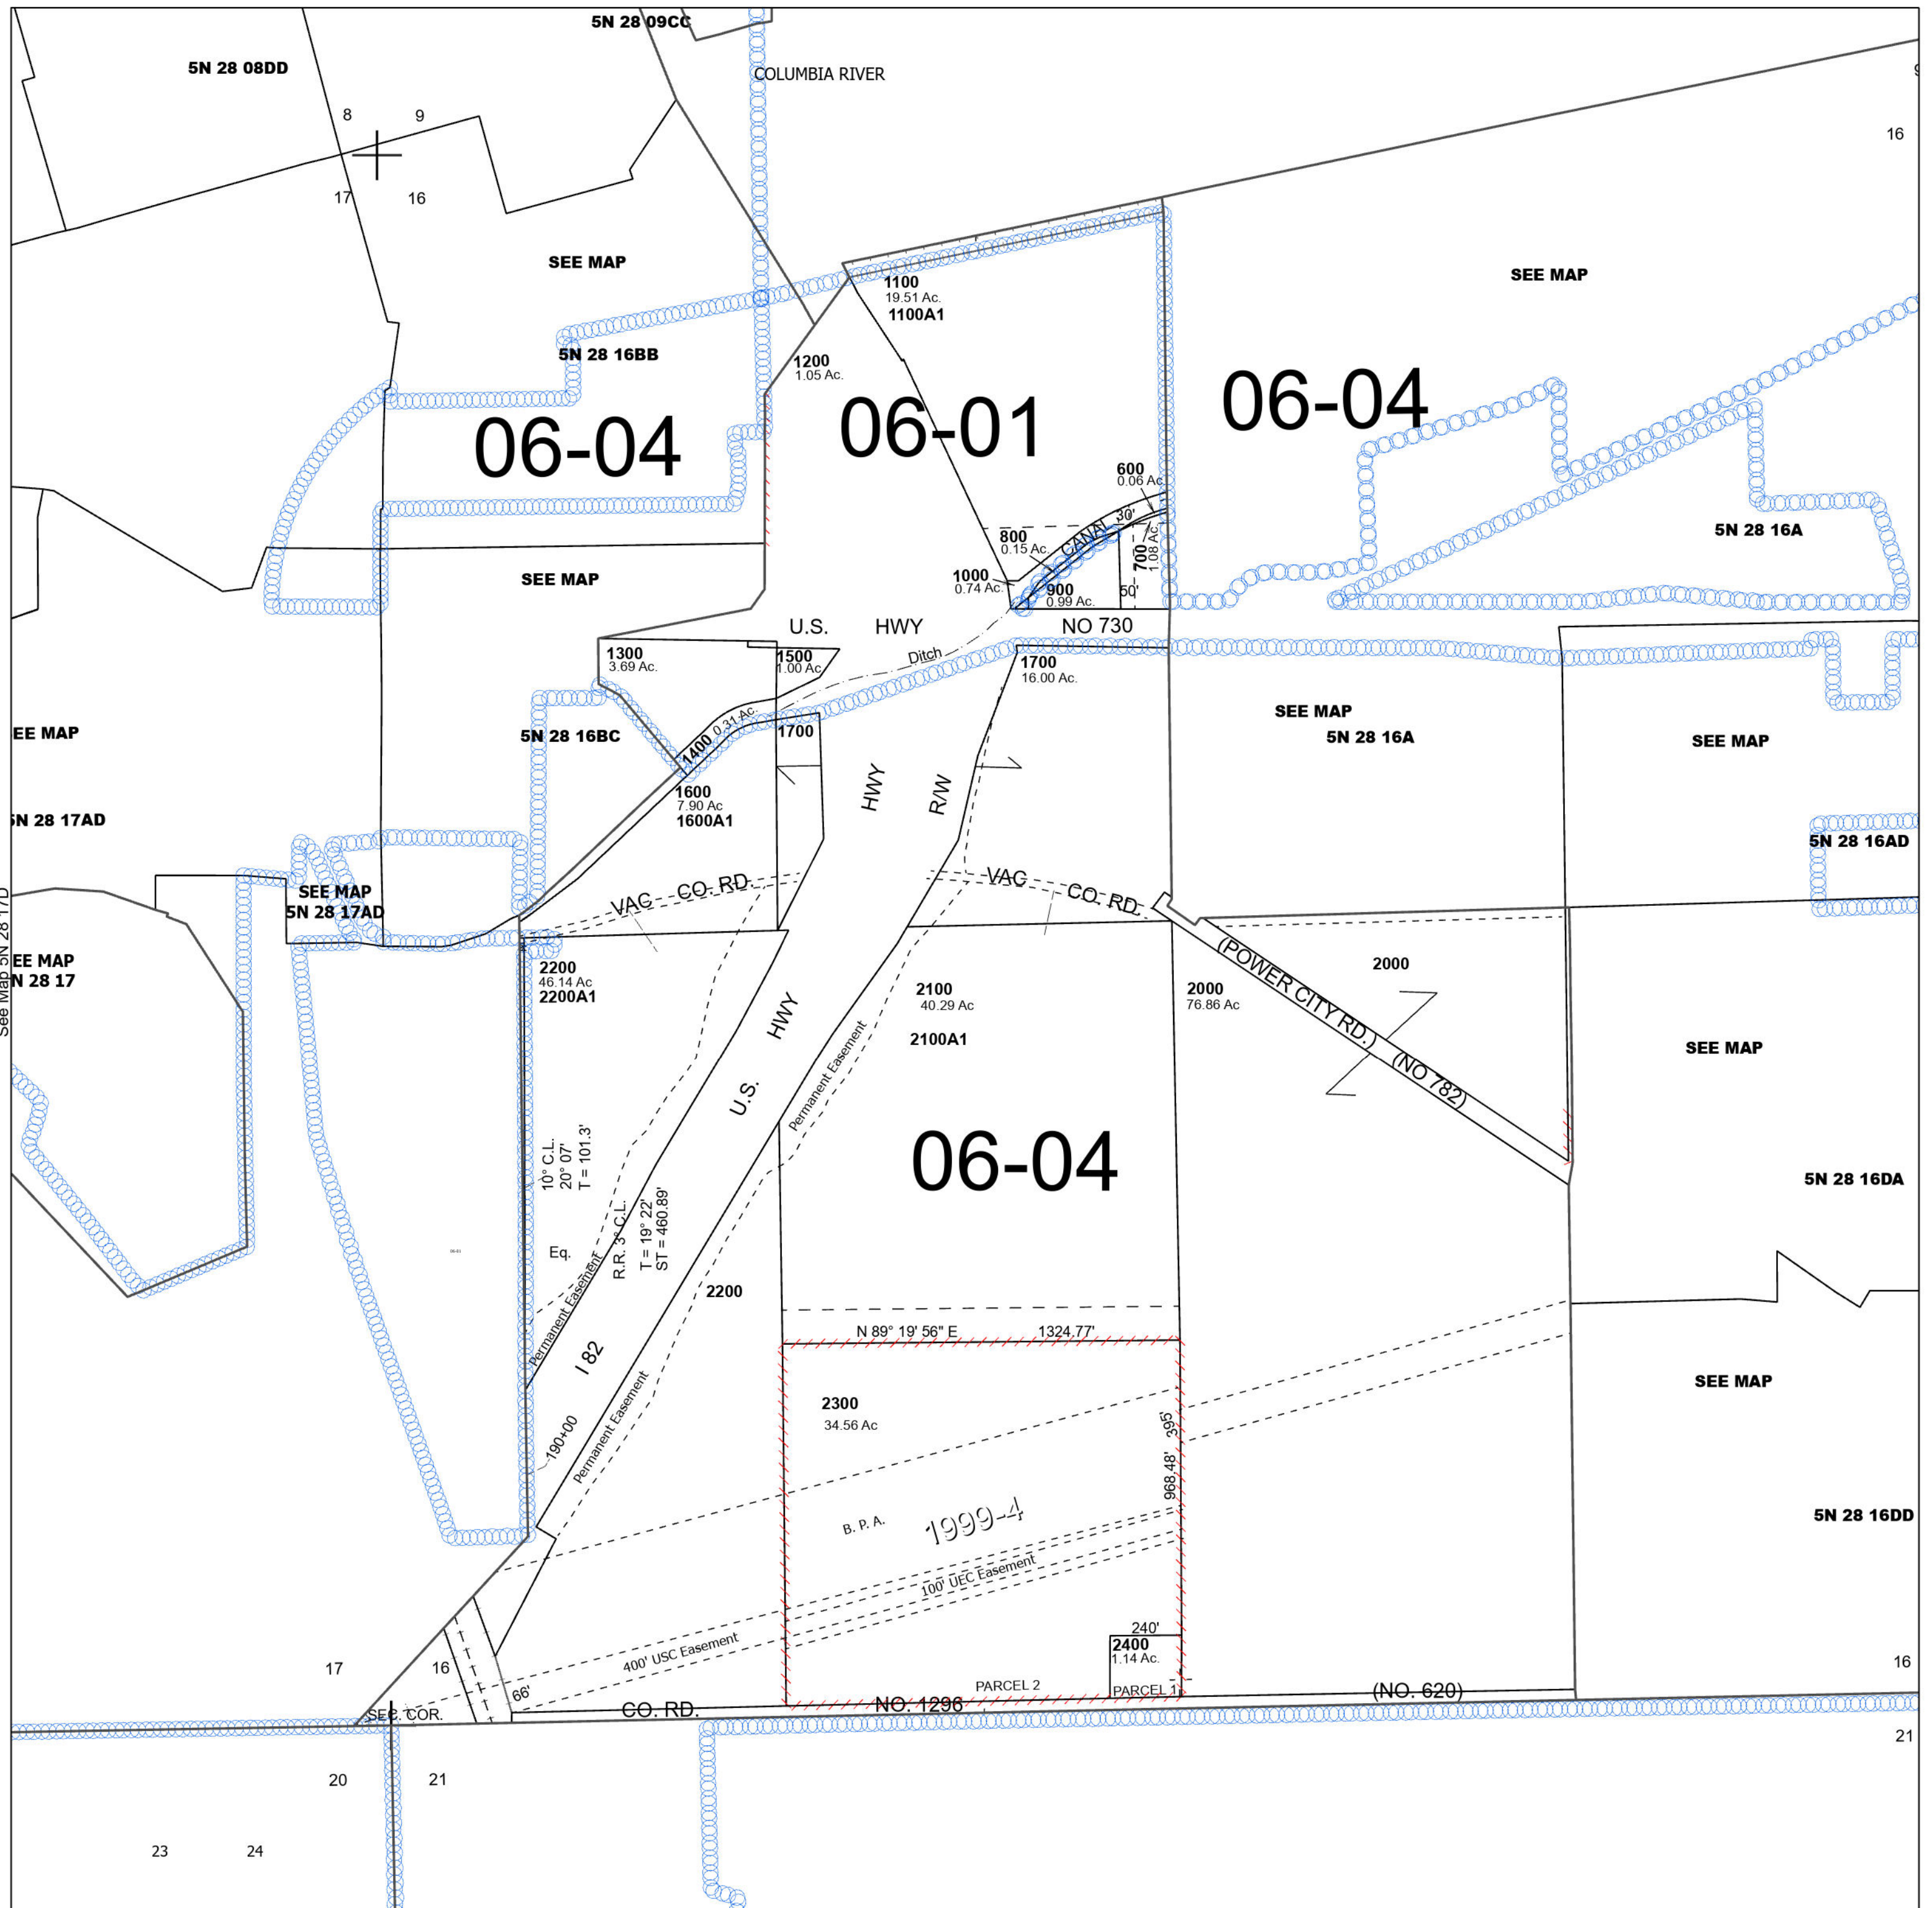 5N 28 09CC
5N 28 08DD
COLUMBIA RIVER
8
9
17
16
16
SEE MAP
5N 28 16BB
SEE MAP
1100
19.51 Ac.
1100A1
1200
1.05 Ac.
06-04
06-01
06-04
600
0.06 Ac
30'
CANAL
800
0.15 Ac.
700
1.08 Ac.
1000
0.74 Ac.
900
0.99 Ac.
50'
5N 28 16A
SEE MAP
U.S. HWY NO 730
Ditch
1300
3.69 Ac.
1500
1.00 Ac.
1700
16.00 Ac.
1400 0.31 Ac.
1700
5N 28 16BC
SEE MAP
5N 28 16A
SEE MAP
EE MAP
5N 28 17AD
1600
7.90 Ac
1600A1
HWY
R/W
5N 28 16AD
SEE MAP
5N 28 17AD
VAC CO. RD.
VAC CO. RD.
See Map 5N 28 17D
EE MAP
N 28 17
2200
46.14 Ac
2200A1
2100
40.29 Ac
2100A1
2000
76.86 Ac
2000
(POWER CITY RD.) (NO 782)
SEE MAP
U.S. HWY
Permanent Easement
10° C.L.
20° 07'
T = 101.3'
06-04
5N 28 16DA
R.R. 3° C.L.
T = 19° 22'
ST = 460.89'
Eq.
06-01
Permanent Easement
2200
I 82
N 89° 19' 56" E 1324.77'
2300
34.56 Ac
SEE MAP
190+00
Permanent Easement
968.48' 395'
B. P. A.
1999-4
100' UEC Easement
5N 28 16DD
400' USC Easement
240'
2400
1.14 Ac.
17
16
16
66'
PARCEL 2
PARCEL 1
SEC. COR.
CO. RD. NO. 1296 (NO. 620)
21
20
21
23
24